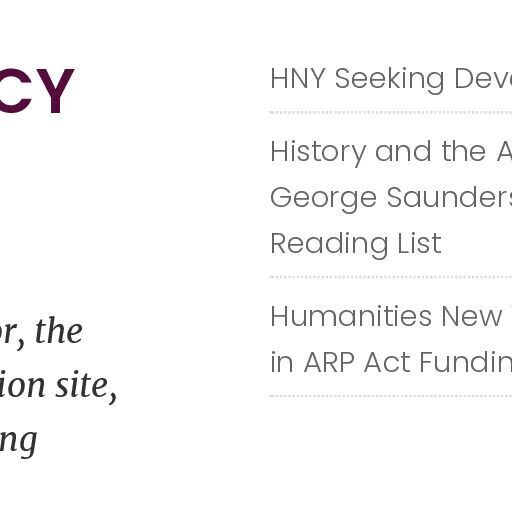 CY
or, the
ion site,
ng
HNY Seeking Deve
History and the A
George Saunders
Reading List
Humanities New
in ARP Act Fundin